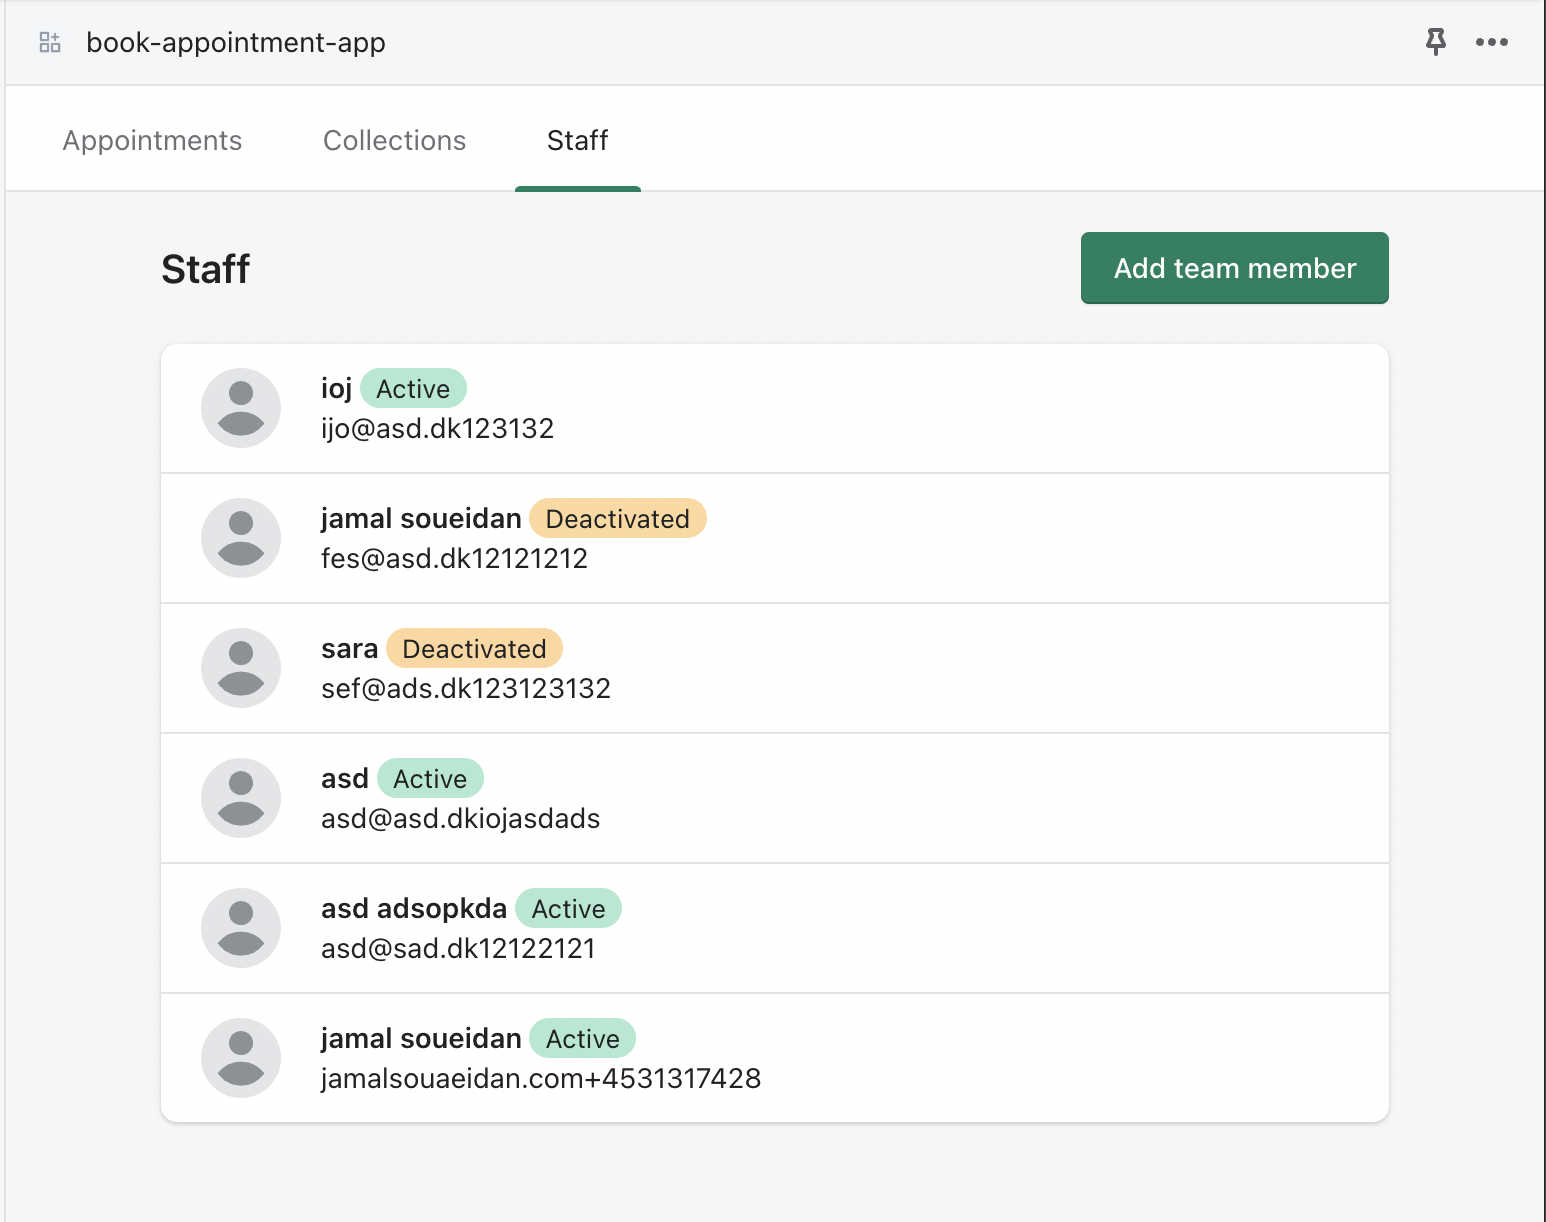 book-appointment-app
Appointments Collections Staff
Staff
Add team member
ioj Active
ijo@asd.dk123132
jamal soueidan Deactivated
fes@asd.dk12121212
sara Deactivated
sef@ads.dk123123132
asd Active
asd@asd.dkiojasdads
asd adsopkda Active
asd@sad.dk12122121
jamal soueidan Active
jamalsouaeidan.com+4531317428